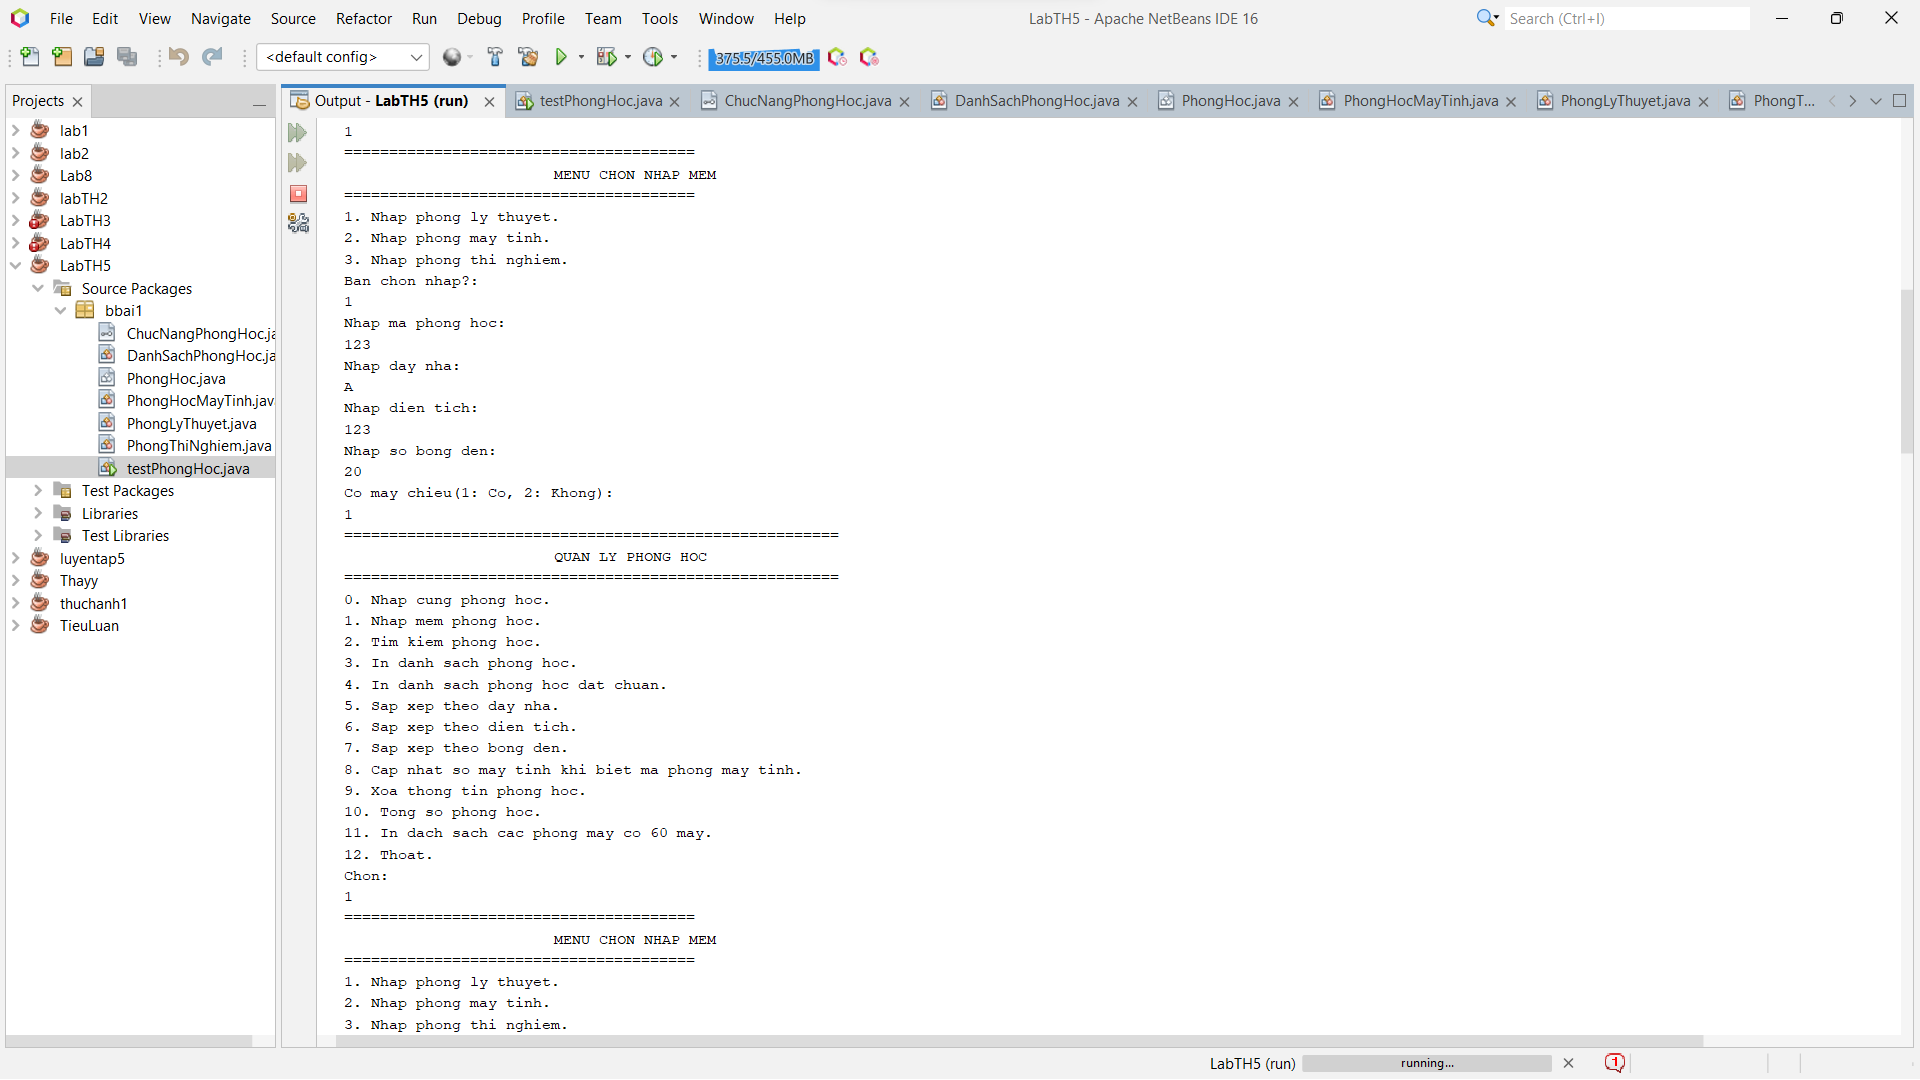 File Edit View Navigate Source Refactor Run Debug Profile Team Tools Window Help
LabTH5 - Apache NetBeans IDE 16
Search (Ctrl+I)
<default config>
375.5/455.0MB
Projects
Output - LabTH5 (run)
testPhongHoc.java
ChucNangPhongHoc.java
DanhSachPhongHoc.java
PhongHoc.java
PhongHocMayTinh.java
PhongLyThuyet.java
PhongT...
lab1
lab2
Lab8
labTH2
LabTH3
LabTH4
LabTH5
Source Packages
bbai1
ChucNangPhongHoc.ja
DanhSachPhongHoc.ja
PhongHoc.java
PhongHocMayTinh.jav
PhongLyThuyet.java
PhongThiNghiem.java
testPhongHoc.java
Test Packages
Libraries
Test Libraries
luyentap5
Thayy
thuchanh1
TieuLuan
1
=======================================
MENU CHON NHAP MEM
=======================================
1. Nhap phong ly thuyet.
2. Nhap phong may tinh.
3. Nhap phong thi nghiem.
Ban chon nhap?:
1
Nhap ma phong hoc:
123
Nhap day nha:
A
Nhap dien tich:
123
Nhap so bong den:
20
Co may chieu(1: Co, 2: Khong):
1
=======================================================
QUAN LY PHONG HOC
=======================================================
0. Nhap cung phong hoc.
1. Nhap mem phong hoc.
2. Tim kiem phong hoc.
3. In danh sach phong hoc.
4. In danh sach phong hoc dat chuan.
5. Sap xep theo day nha.
6. Sap xep theo dien tich.
7. Sap xep theo bong den.
8. Cap nhat so may tinh khi biet ma phong may tinh.
9. Xoa thong tin phong hoc.
10. Tong so phong hoc.
11. In dach sach cac phong may co 60 may.
12. Thoat.
Chon:
1
=======================================
MENU CHON NHAP MEM
=======================================
1. Nhap phong ly thuyet.
2. Nhap phong may tinh.
3. Nhap phong thi nghiem.
LabTH5 (run)
running...
1